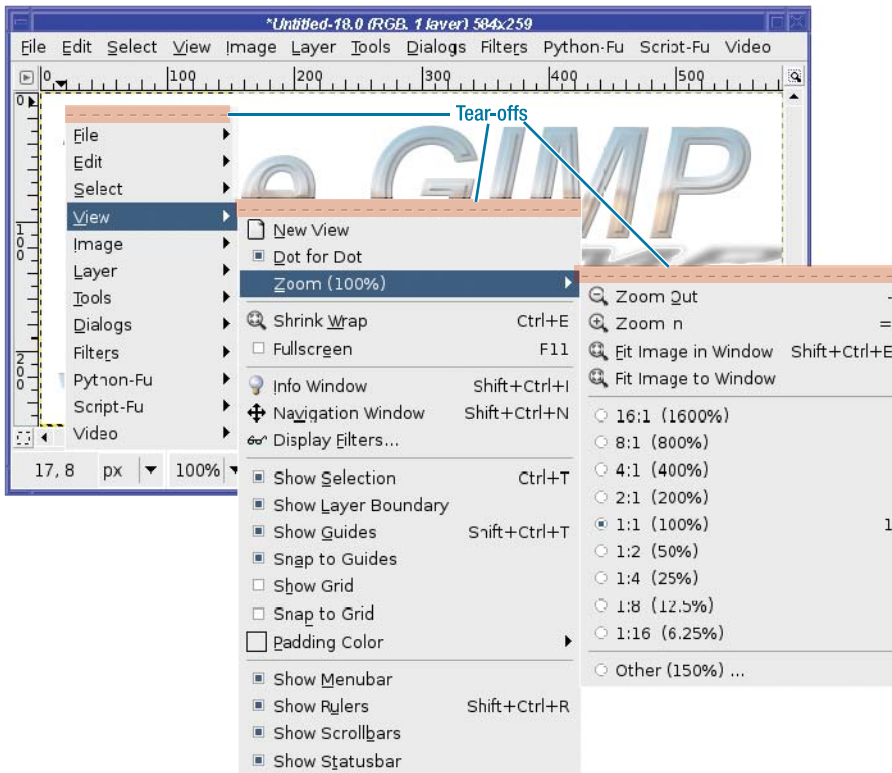 *Untitled-18.0 (RGB, 1 layer) 584x259
File Edit Select View Image Layer Tools Dialogs Filters Python-Fu Script-Fu Video
0 100 200 300 400 500
0
100
200
Tear-offs
e GIMP
File
Edit
Select
View
Image
Layer
Tools
Dialogs
Filters
Python-Fu
Script-Fu
Video
17, 8 px 100%
New View
Dot for Dot
Zoom (100%)
Shrink Wrap Ctrl+E
Fullscreen F11
Info Window Shift+Ctrl+I
Navigation Window Shift+Ctrl+N
Display Filters...
Show Selection Ctrl+T
Show Layer Boundary
Show Guides Shift+Ctrl+T
Snap to Guides
Show Grid
Snap to Grid
Padding Color
Show Menubar
Show Rulers Shift+Ctrl+R
Show Scrollbars
Show Statusbar
Zoom Out -
Zoom In =
Fit Image in Window Shift+Ctrl+E
Fit Image to Window
16:1 (1600%)
8:1 (800%)
4:1 (400%)
2:1 (200%)
1:1 (100%) 1
1:2 (50%)
1:4 (25%)
1:8 (12.5%)
1:16 (6.25%)
Other (150%) ...